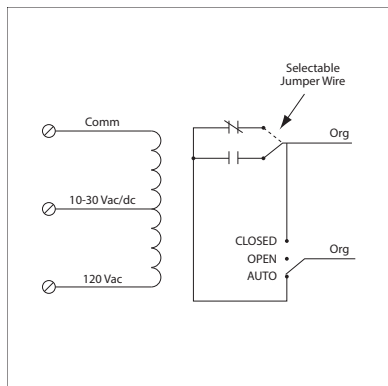 Selectable
Jumper Wire
Comm
Org
10-30 Vac/dc
CLOSED
OPEN
Org
AUTO
120 Vac